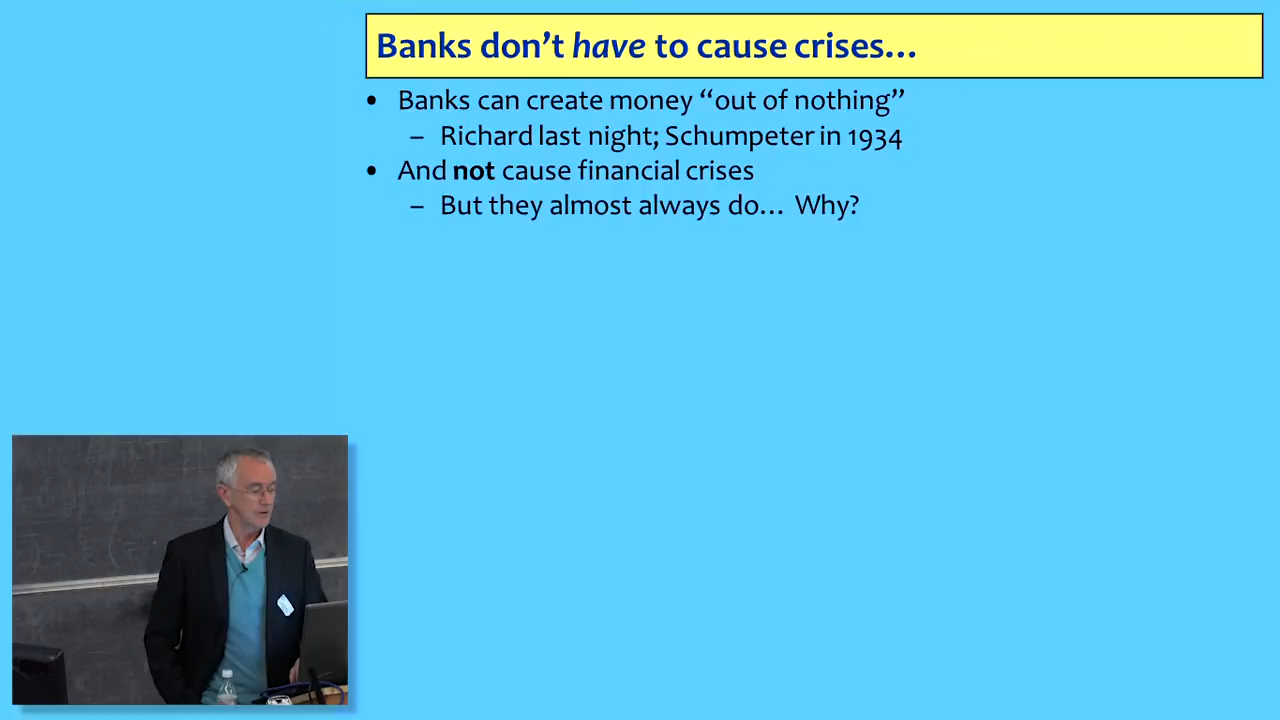 Banks don’t have to cause crises…
• Banks can create money “out of nothing”
– Richard last night; Schumpeter in 1934
• And not cause financial crises
– But they almost always do… Why?